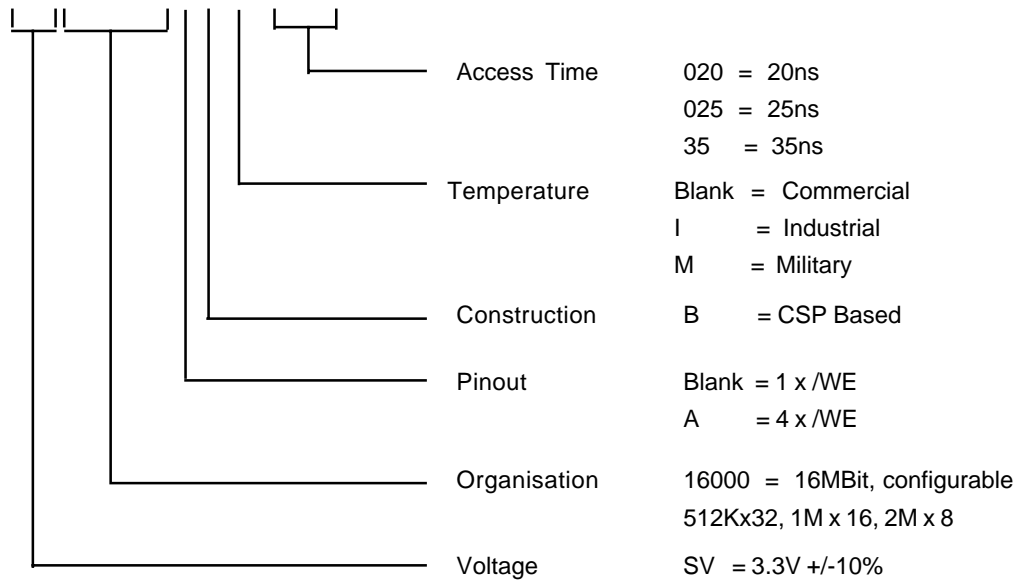 Access Time 020 = 20ns
025 = 25ns
35 = 35ns
Temperature Blank = Commercial
I = Industrial
M = Military
Construction B = CSP Based
Pinout Blank = 1 x /WE
A = 4 x /WE
Organisation 16000 = 16MBit, configurable
512Kx32, 1M x 16, 2M x 8
Voltage SV = 3.3V +/-10%